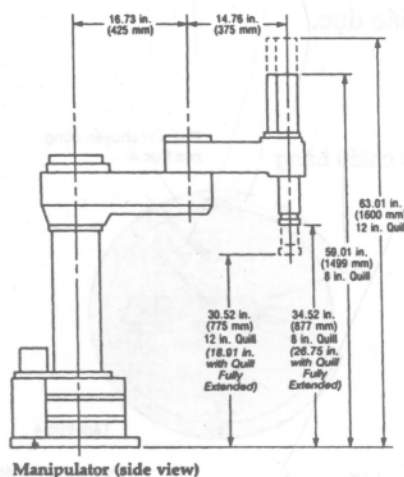 16.73 in.
(425 mm)
14.76 in.
(375 mm)
63.01 in.
(1600 mm)
12 in. Quill
59.01 in.
(1499 mm)
8 in. Quill
30.52 in.
(775 mm)
12 in. Quill
(18.91 in.
with Quill
Fully
Extended)
34.52 in.
(877 mm)
8 in. Quill
(26.75 in.
with Quill
Fully
Extended)
Manipulator (side view)